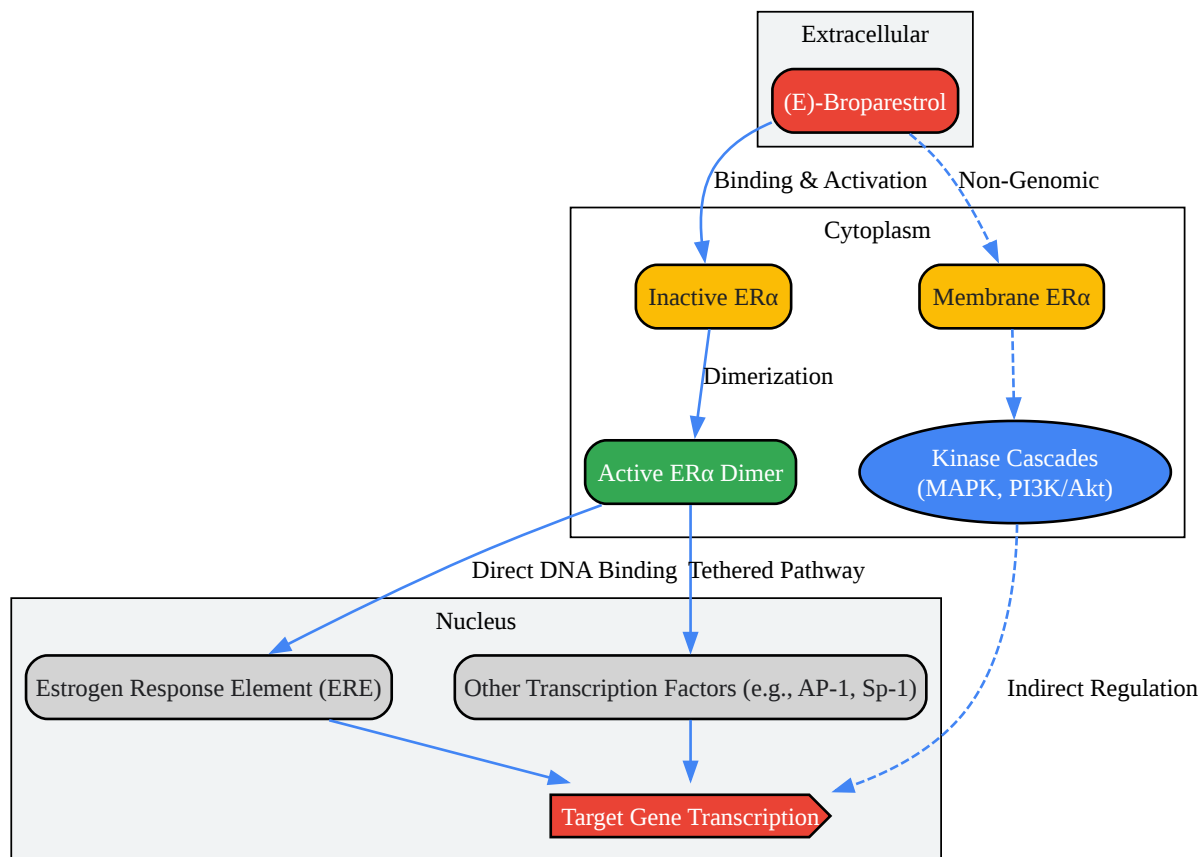 Extracellular
(E)-Broparestrol
Binding & Activation
Non-Genomic
Cytoplasm
Inactive ERα
Membrane ERα
Dimerization
Active ERα Dimer
Kinase Cascades
(MAPK, PI3K/Akt)
Direct DNA Binding
Tethered Pathway
Nucleus
Estrogen Response Element (ERE)
Other Transcription Factors (e.g., AP-1, Sp-1)
Indirect Regulation
Target Gene Transcription